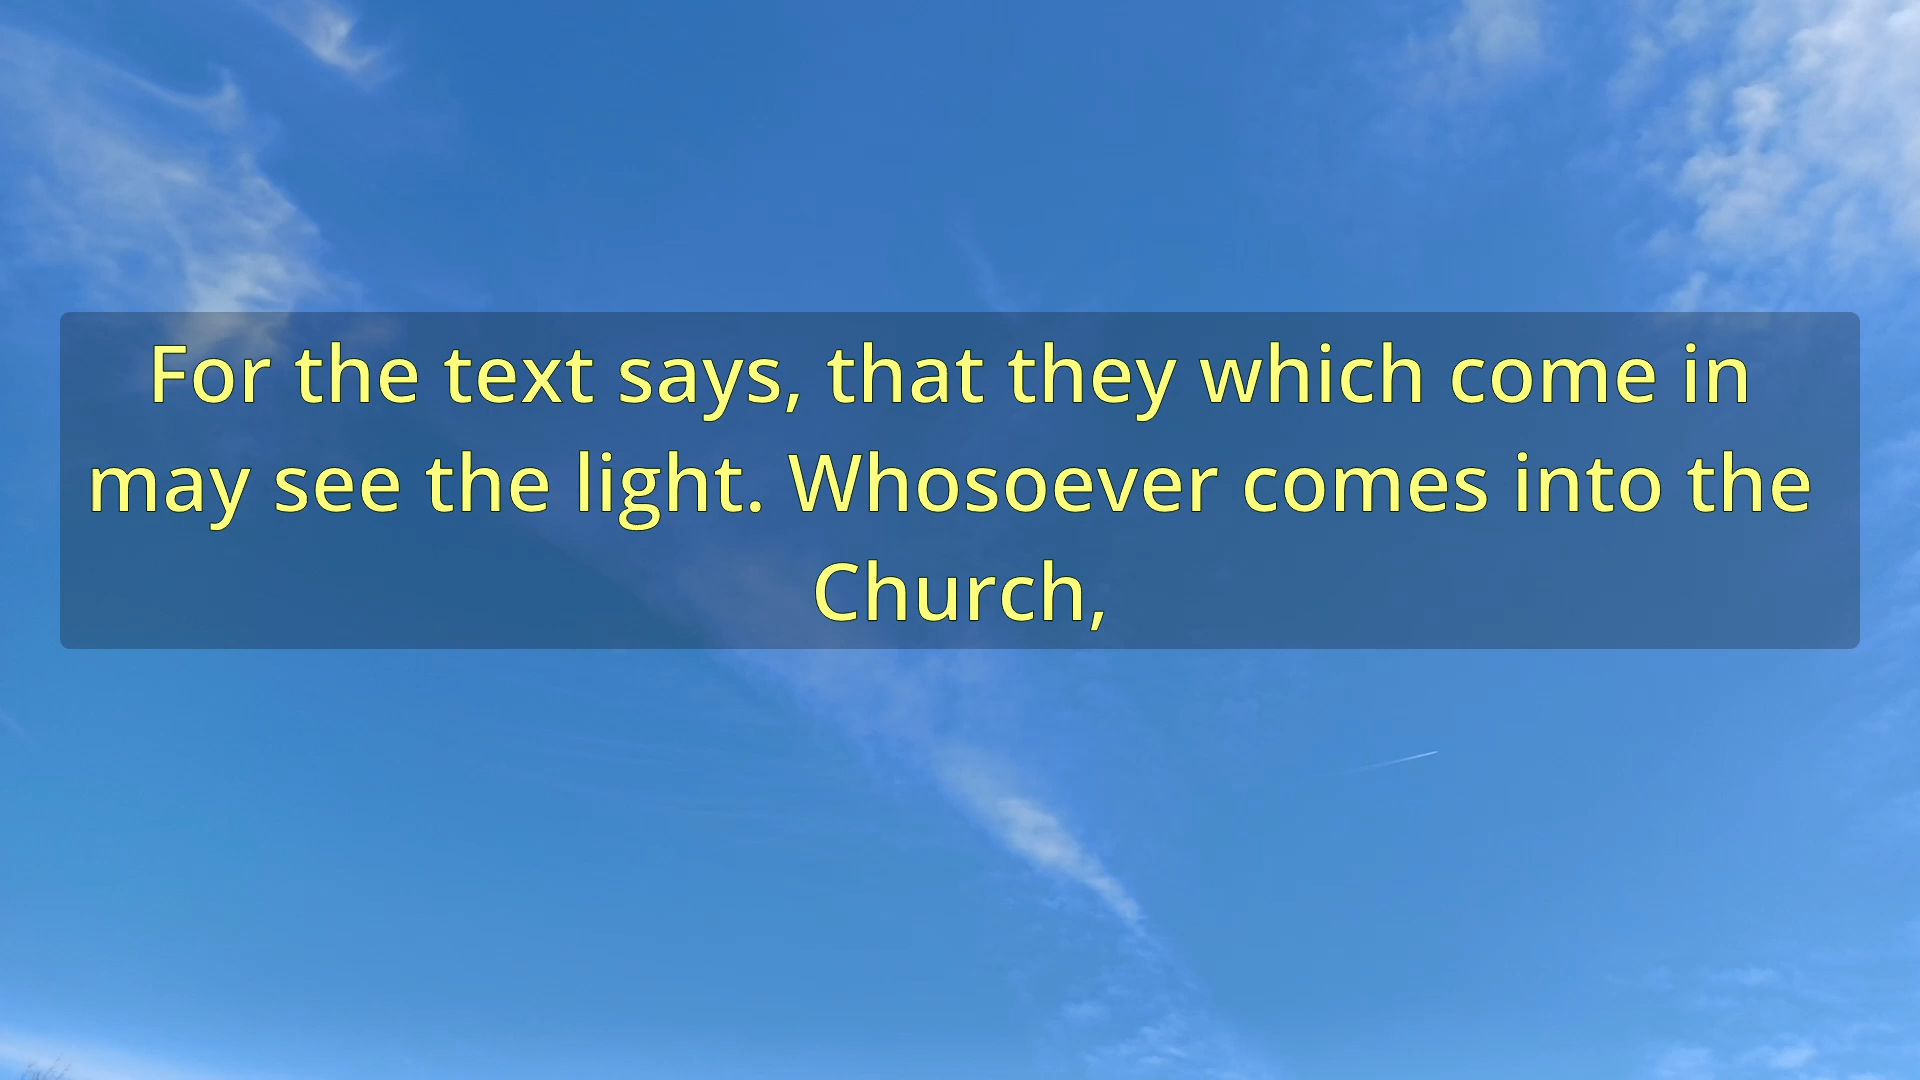 For the text says, that they which come in
may see the light. Whosoever comes into the
Church,